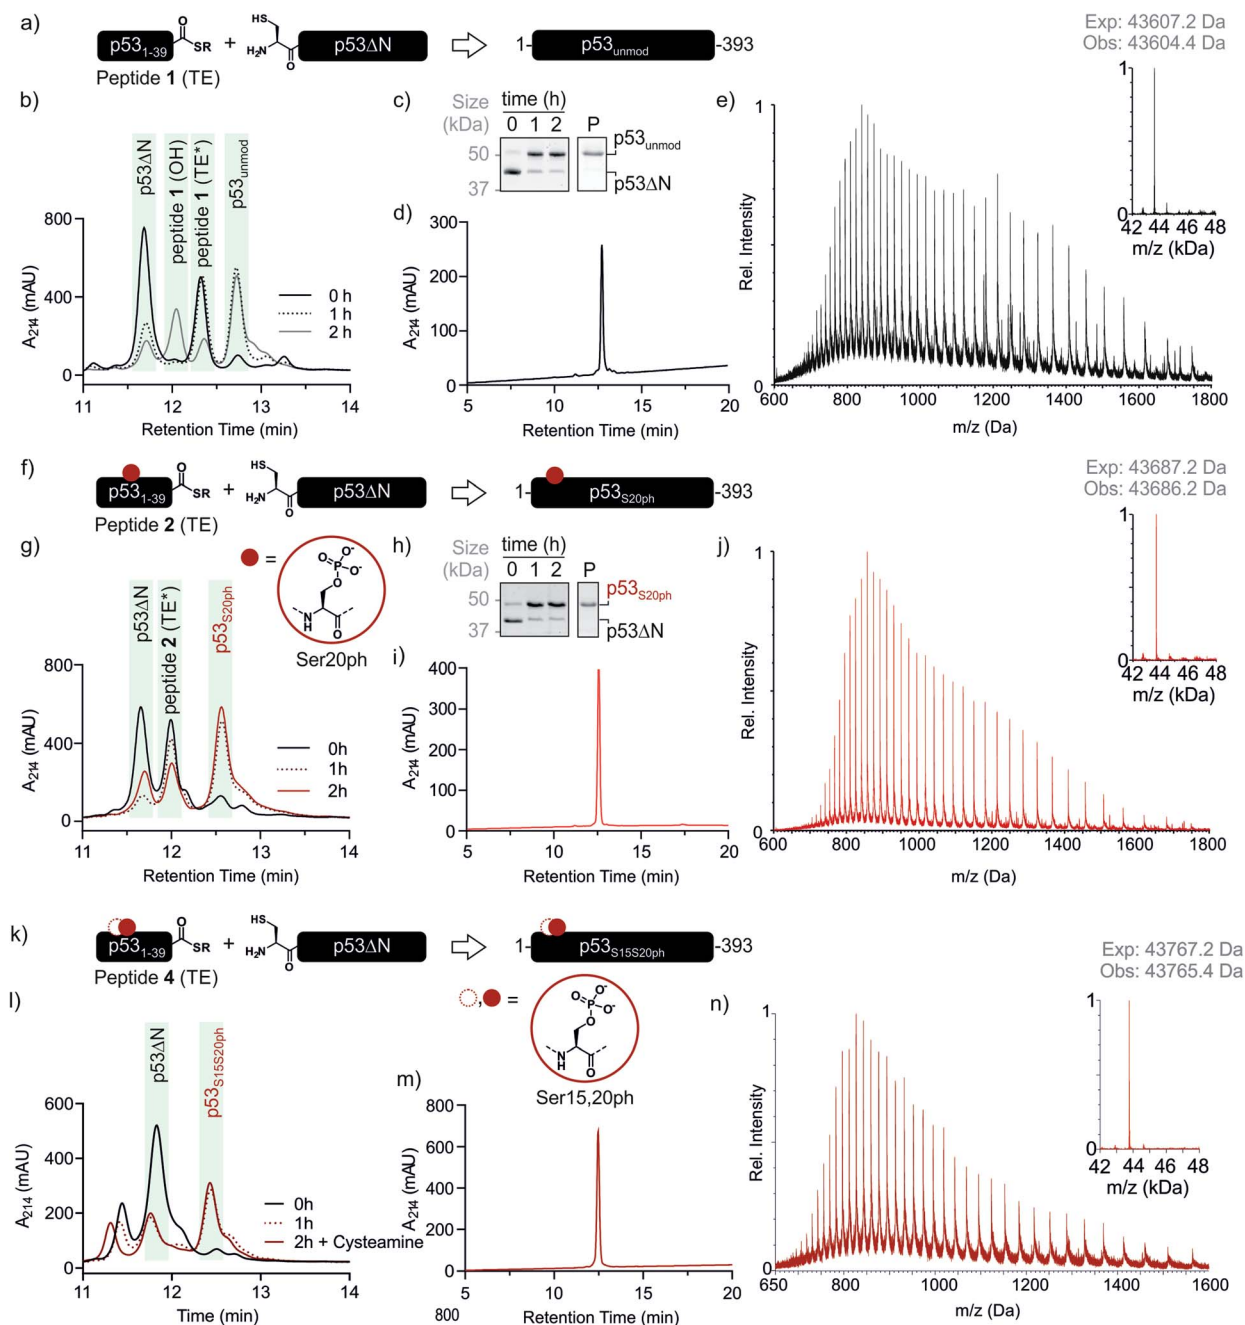 a)
p53₁₋₃₉
O
SR
+
HS
H₂N
O
p53ΔN
1-
p53unmod
-393
Peptide 1 (TE)
Exp: 43607.2 Da
Obs: 43604.4 Da
b)
p53ΔN
peptide 1 (OH)
peptide 1 (TE*)
p53unmod
800
400
0
A₂₁₄ (mAU)
0 h
1 h
2 h
11 12 13 14
Retention Time (min)
c)
Size
(kDa)
time (h)
0 1 2
P
50
37
p53unmod
p53ΔN
d)
300
200
100
0
A₂₁₄ (mAU)
5 10 15 20
Retention Time (min)
e)
1
0
Rel. Intensity
600 800 1000 1200 1400 1600 1800
m/z (Da)
1
0
42 44 46 48
m/z (kDa)
f)
p53₁₋₃₉
O
SR
+
HS
H₂N
O
p53ΔN
1-
p53S20ph
-393
Peptide 2 (TE)
Exp: 43687.2 Da
Obs: 43686.2 Da
g)
p53ΔN
peptide 2 (TE*)
p53S20ph
=
O
O⁻
P
O⁻
O
N
H
O
Ser20ph
800
400
0
A₂₁₄ (mAU)
0h
1h
2h
11 12 13 14
Retention Time (min)
h)
Size
(kDa)
time (h)
0 1 2
P
50
37
p53S20ph
p53ΔN
i)
400
300
200
100
0
A₂₁₄ (mAU)
5 10 15 20
Retention Time (min)
j)
1
0
Rel. Intensity
600 800 1000 1200 1400 1600 1800
m/z (Da)
1
0
42 44 46 48
m/z (kDa)
k)
p53₁₋₃₉
O
SR
+
HS
H₂N
O
p53ΔN
1-
p53S15S20ph
-393
Peptide 4 (TE)
Exp: 43767.2 Da
Obs: 43765.4 Da
l)
p53ΔN
p53S15S20ph
600
400
200
0
A₂₁₄ (mAU)
0h
1h
2h + Cysteamine
11 12 13 14
Time (min)
, =
O
O⁻
P
O⁻
O
N
H
O
Ser15,20ph
m)
800
600
400
200
0
A₂₁₄ (mAU)
5 10 15 20
800
Retention Time (min)
n)
1
0
Rel. Intensity
650 800 1000 1200 1400 1600
m/z (Da)
1
0
42 44 46 48
m/z (kDa)